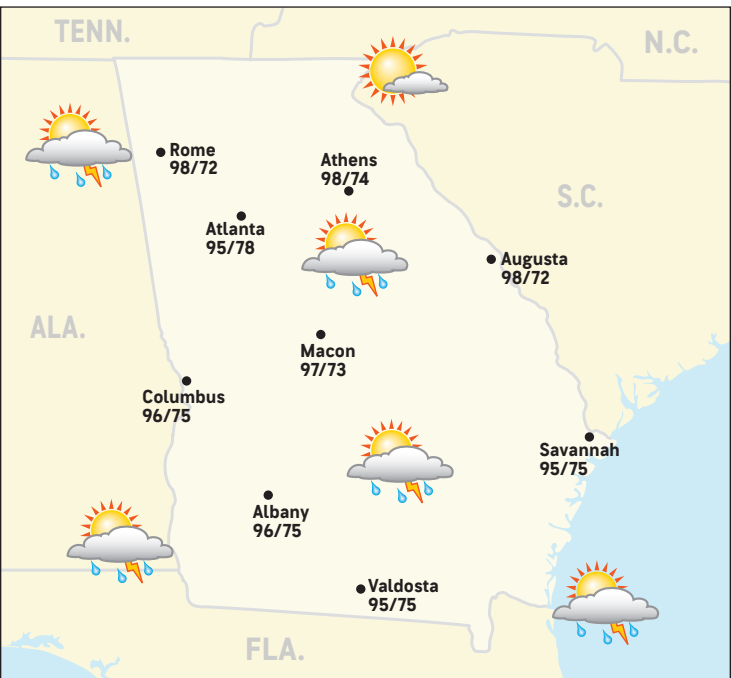 TENN.
N.C.
Rome
98/72
Athens
98/74
S.C.
Atlanta
95/78
Augusta
98/72
ALA.
Macon
97/73
Columbus
96/75
Savannah
95/75
Albany
96/75
Valdosta
95/75
FLA.